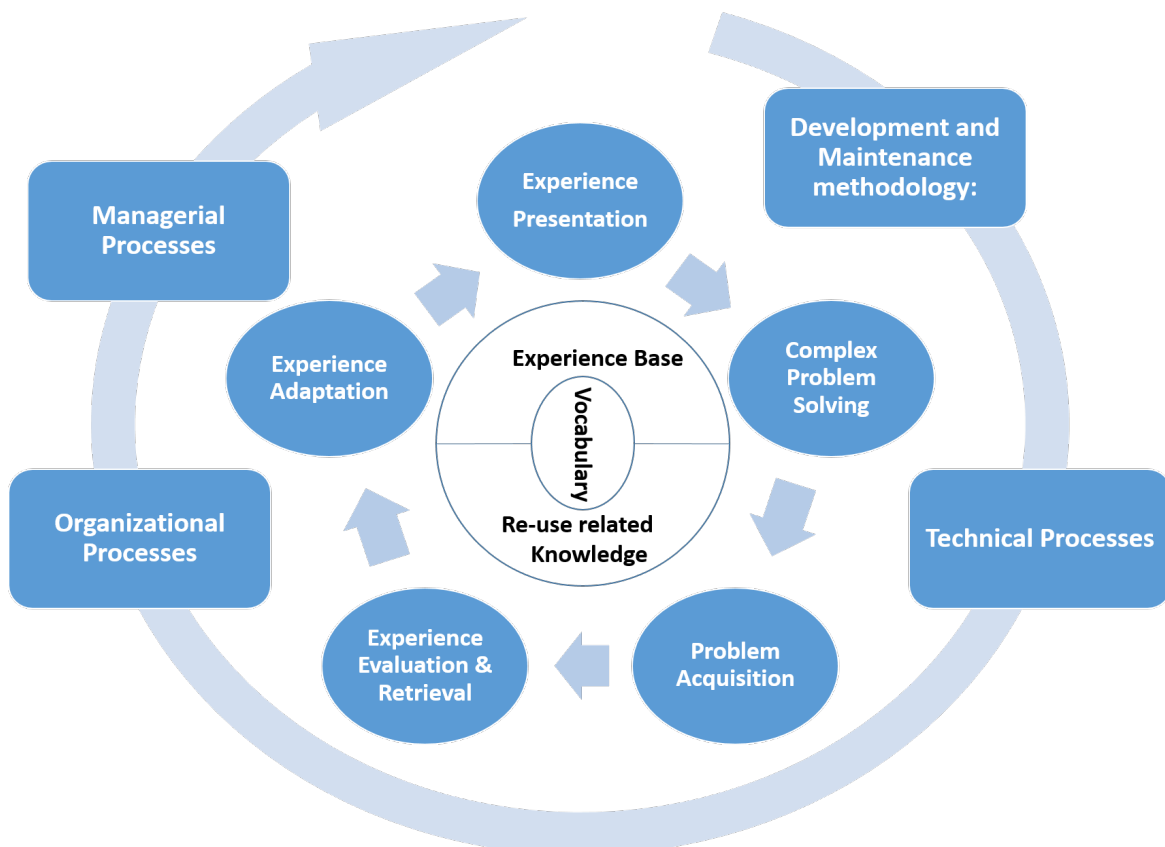 Development and
Maintenance
methodology:
Managerial
Processes
Experience
Presentation
Experience
Adaptation
Experience Base
Vocabulary
Re-use related
Knowledge
Complex
Problem
Solving
Organizational
Processes
Technical Processes
Experience
Evaluation &
Retrieval
Problem
Acquisition